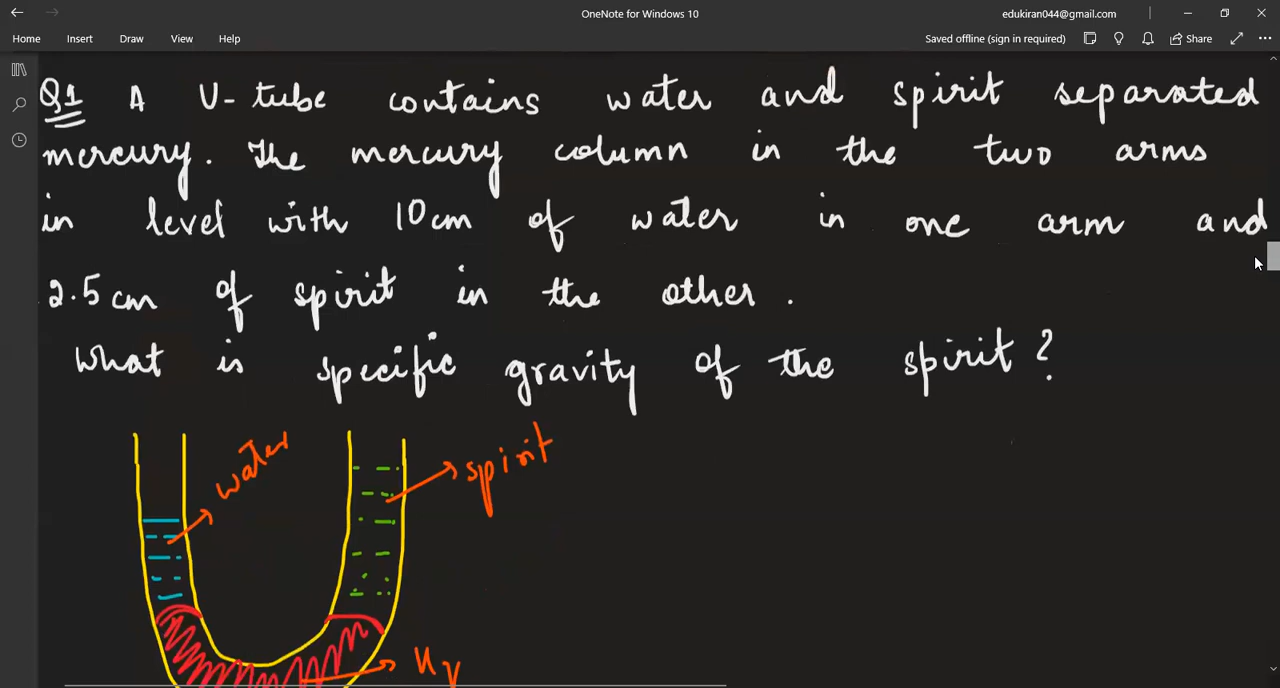 OneNote for Windows 10
edukiran044@gmail.com
Home Insert Draw View Help
Saved offline (sign in required)
Share
Q1 A U-tube contains water and spirit separated
mercury. The mercury column in the two arms
in level with 10cm of water in one arm and
2.5cm of spirit in the other.
What is specific gravity of the spirit?
water
spirit